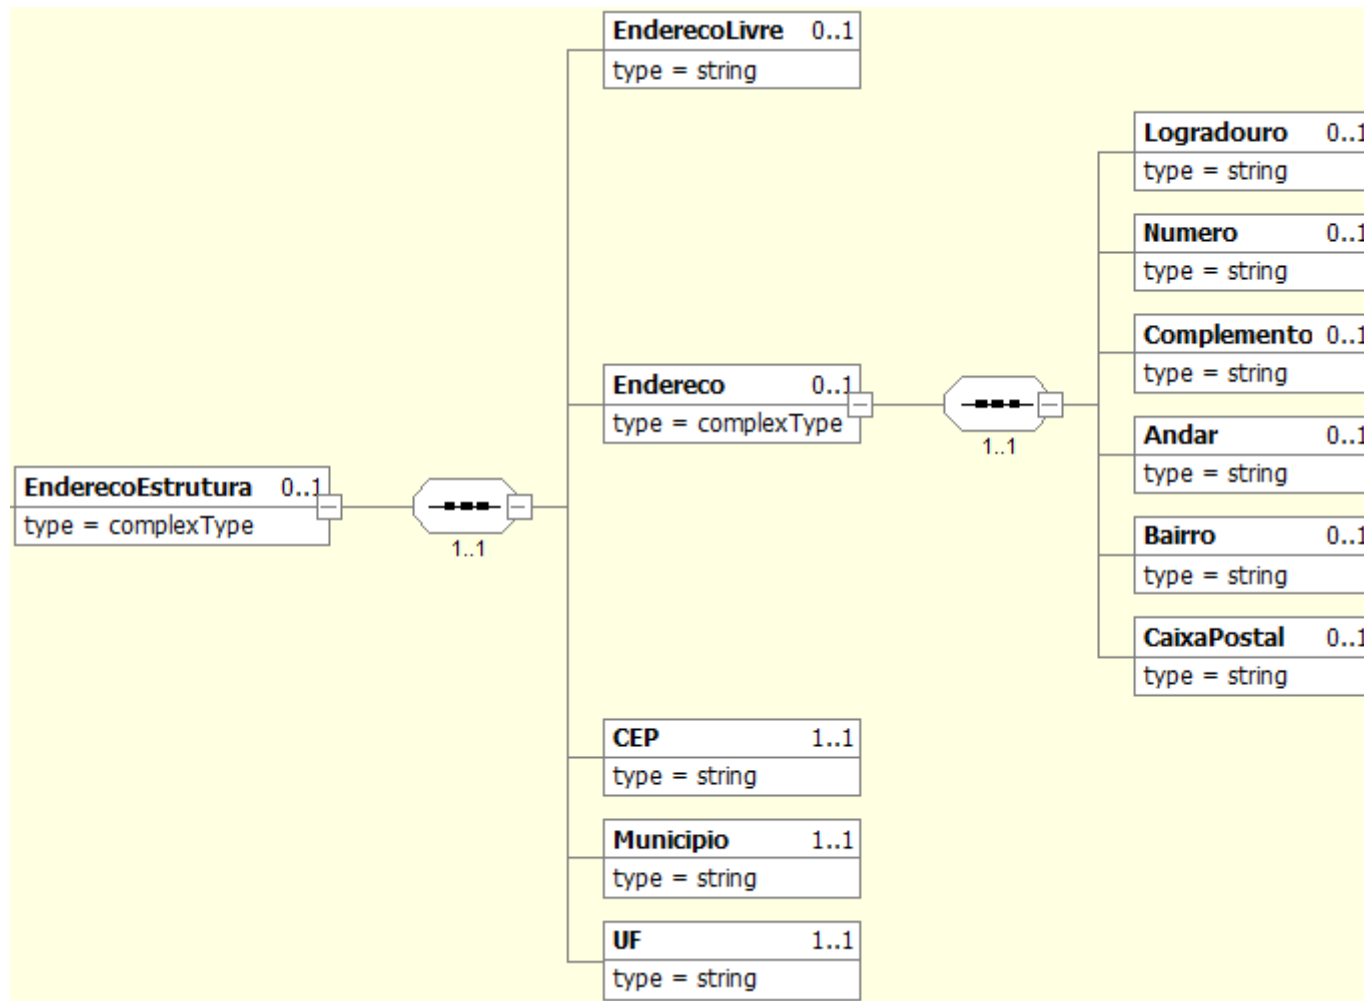 EnderecoLivre 0..1
type = string
Logradouro 0..1
type = string
Numero 0..1
type = string
Complemento 0..1
type = string
Endereco 0..1
type = complexType
1..1
Andar 0..1
type = string
EnderecoEstrutura 0..1
type = complexType
1..1
Bairro 0..1
type = string
CaixaPostal 0..1
type = string
CEP 1..1
type = string
Municipio 1..1
type = string
UF 1..1
type = string